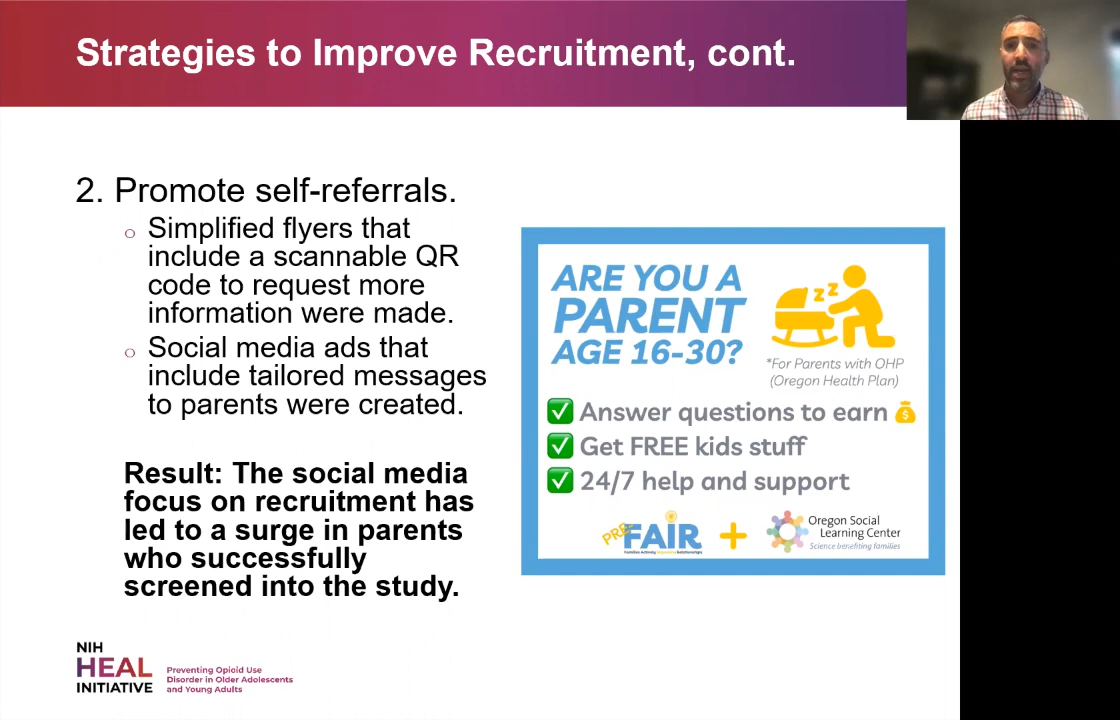 Strategies to Improve Recruitment, cont.
2. Promote self-referrals.
Simplified flyers that
include a scannable QR
code to request more
information were made.
Social media ads that
include tailored messages
to parents were created.
Result: The social media
focus on recruitment has
led to a surge in parents
who successfully
screened into the study.
ARE YOU A
PARENT
AGE 16-30?
zzz
*For Parents with OHP
(Oregon Health Plan)
Answer questions to earn
Get FREE kids stuff
24/7 help and support
PRE-FAIR
Oregon Social
Learning Center
Science benefiting families
NIH
HEAL
INITIATIVE
Preventing Opioid Use
Disorder in Older Adolescents
and Young Adults